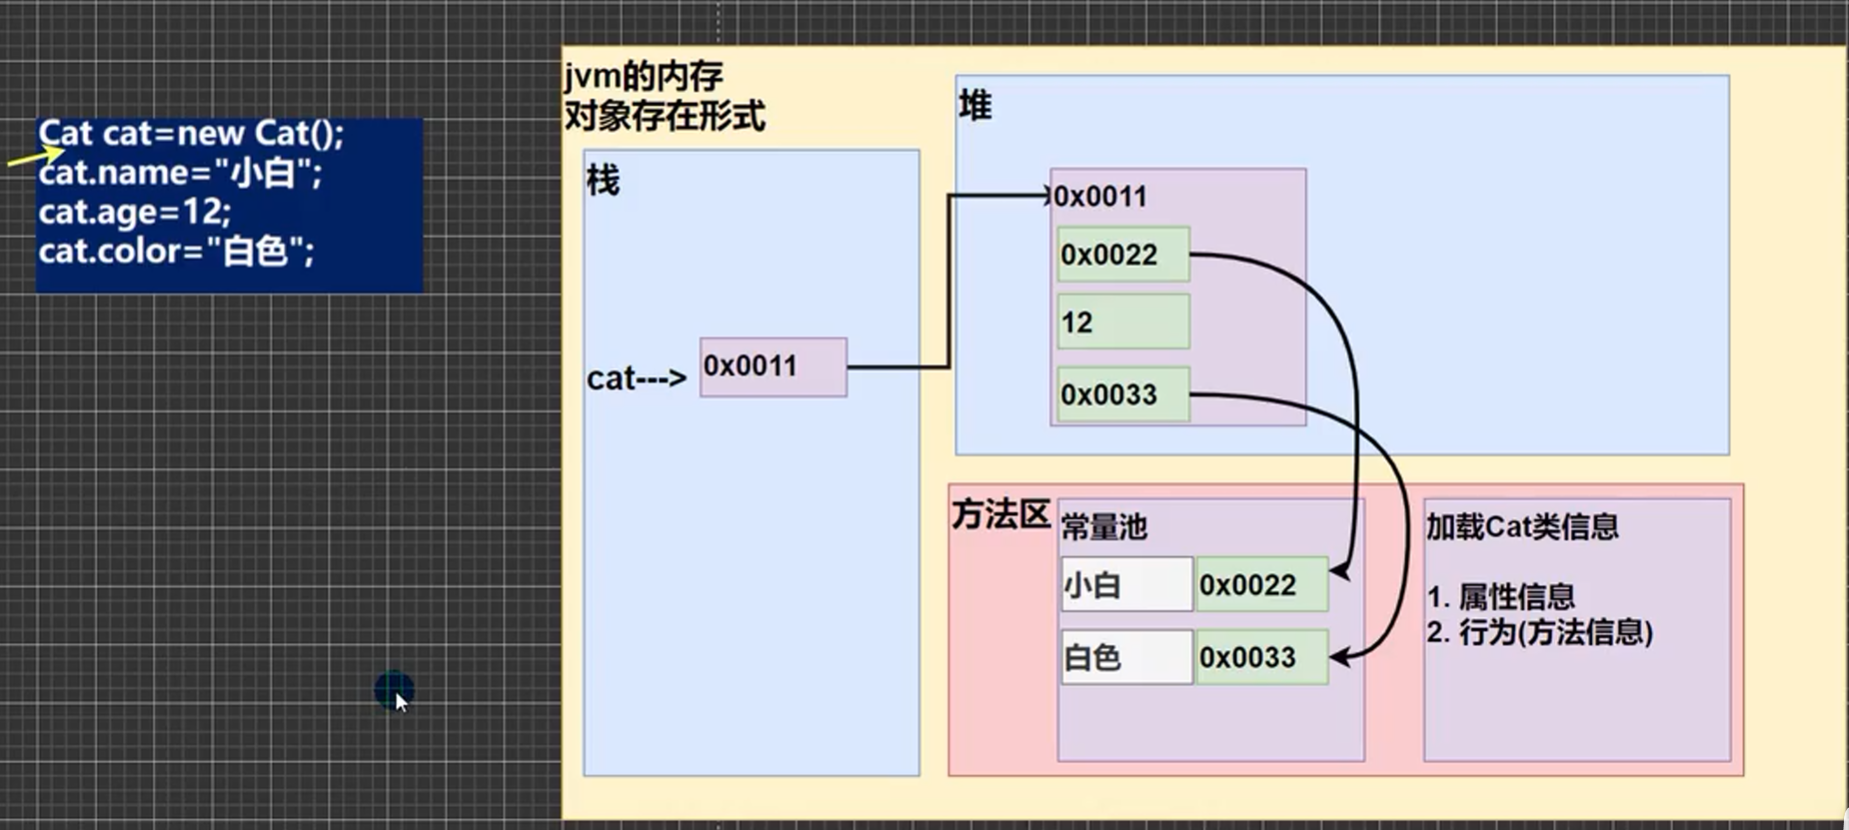 Cat cat=new Cat();
cat.name="小白";
cat.age=12;
cat.color="白色";
jvm的内存
对象存在形式
栈
cat--->
0x0011
堆
0x0011
0x0022
12
0x0033
方法区
常量池
小白 0x0022
白色 0x0033
加载Cat类信息
1. 属性信息
2. 行为(方法信息)